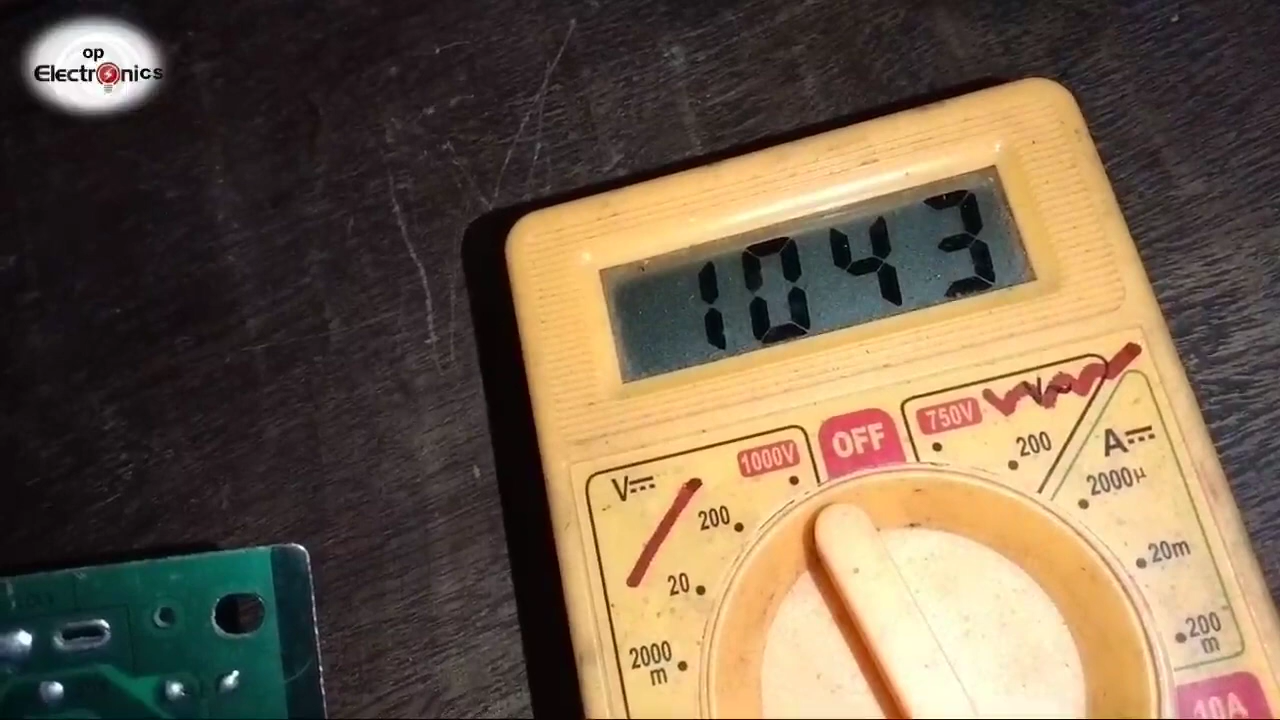 op
Electronics
1043
OFF
1000V
750V
V
V
200
200
A
2000µ
20
20m
2000
m
200
m
10A